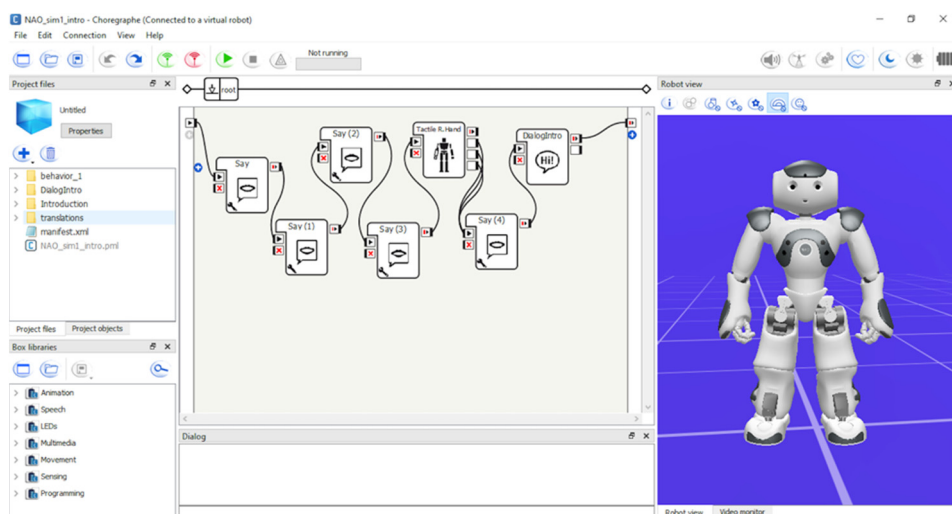 NAO_sim1_intro - Choregraphe (Connected to a virtual robot)
File Edit Connection View Help
Not running
Project files
Untitled
Properties
behavior_1
DialogIntro
Introduction
translations
manifest.xml
NAO_sim1_intro.pml
Project files Project objects
Box libraries
Animation
Speech
LEDs
Multimedia
Movement
Sensing
Programming
root
Say
Say (1)
Say (2)
Say (3)
Tactile R.Hand
Say (4)
DialogIntro
Hi!
Dialog
Robot view
Robot view Video monitor